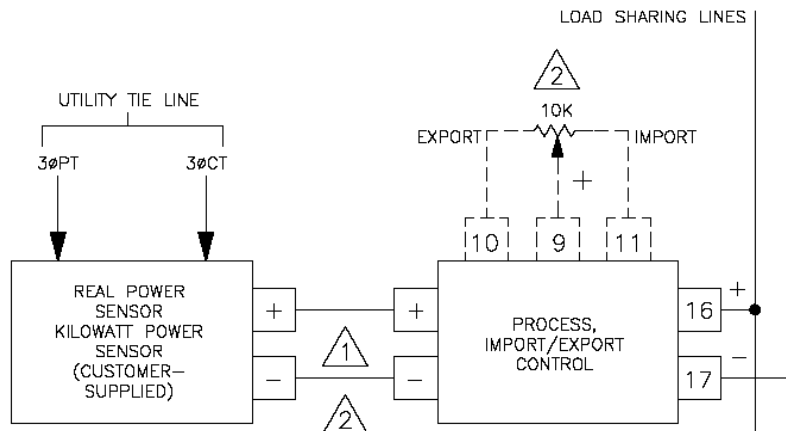 LOAD SHARING LINES
2
UTILITY TIE LINE
10K
EXPORT
IMPORT
3øPT
3øCT
+
10
9
11
REAL POWER
SENSOR
KILOWATT POWER
SENSOR
(CUSTOMER-
SUPPLIED)
+
+
PROCESS,
IMPORT/EXPORT
CONTROL
16
+
1
-
-
17
-
2